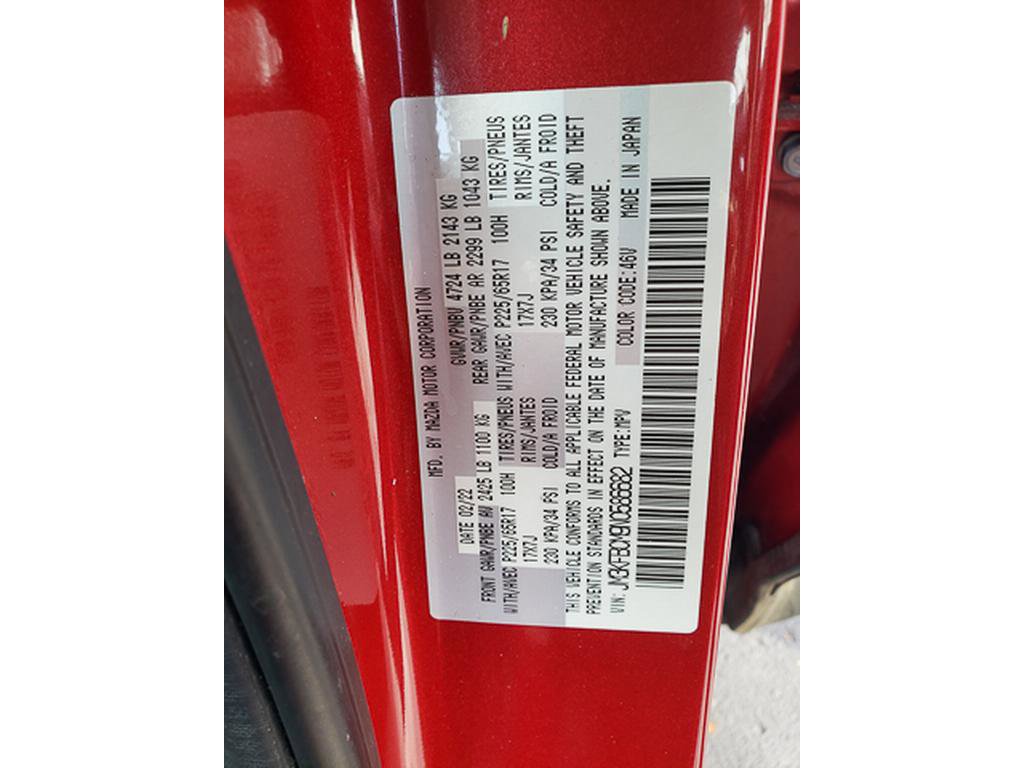 MFD. BY MAZDA MOTOR CORPORATION
DATE 02/22 GVWR/PNBV 4724 LB 2143 KG
FRONT GAWR/PNBE AV 2425 LB 1100 KG REAR GAWR/PNBE AR 2299 LB 1043 KG
WITH/AVEC P225/65R17 100H TIRES/PNEUS WITH/AVEC P225/65R17 100H TIRES/PNEUS
17X7J RIMS/JANTES 17X7J RIMS/JANTES
230 KPA/34 PSI COLD/A FROID 230 KPA/34 PSI COLD/A FROID
THIS VEHICLE CONFORMS TO ALL APPLICABLE FEDERAL MOTOR VEHICLE SAFETY AND THEFT
PREVENTION STANDARDS IN EFFECT ON THE DATE OF MANUFACTURE SHOWN ABOVE.
VIN: JM3KFBCM9N0586682 TYPE:MPV COLOR CODE:46V MADE IN JAPAN